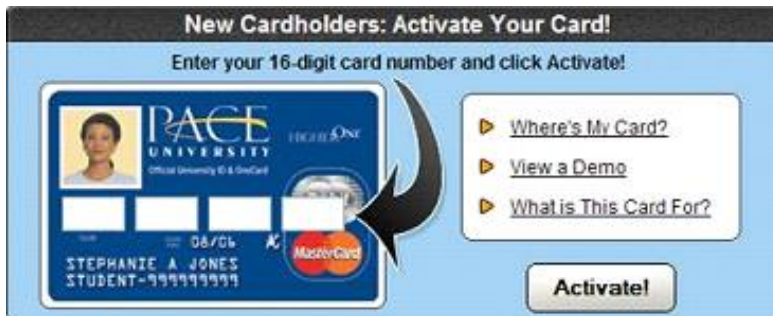 New Cardholders: Activate Your Card!
Enter your 16-digit card number and click Activate!
PACE
UNIVERSITY
Official University ID & OneCard
HIGHER ONE
Where's My Card?
View a Demo
What is This Card For?
08/06
MasterCard
STEPHANIE A JONES
STUDENT-999999999
Activate!